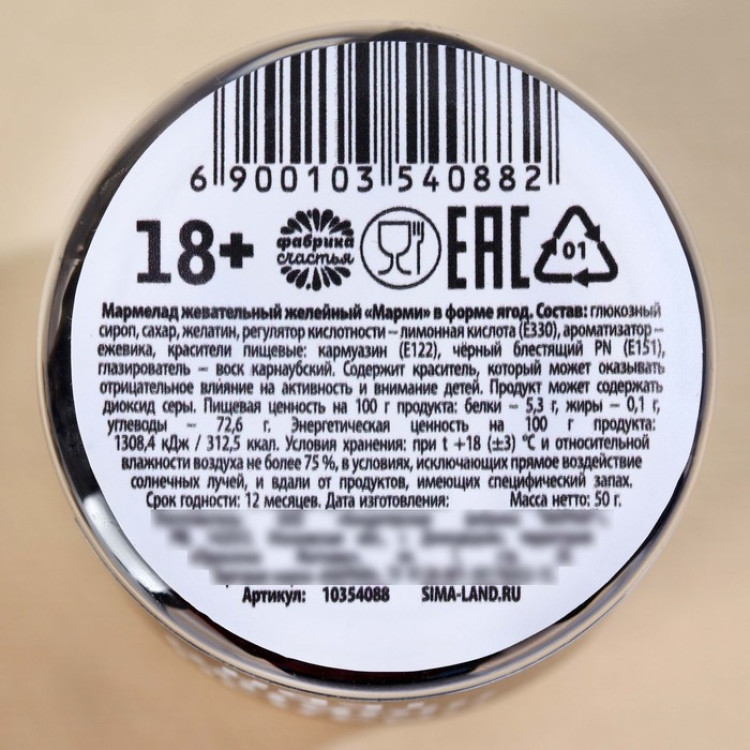 6 900103 540882
18+ фабрика счастья EAC 01
Мармелад жевательный желейный «Марми» в форме ягод. Состав: глюкозный
сироп, сахар, желатин, регулятор кислотности – лимонная кислота (Е330), ароматизатор –
ежевика, красители пищевые: кармуазин (Е122), чёрный блестящий PN (Е151),
глазирователь – воск карнаубский. Содержит краситель, который может оказывать
отрицательное влияние на активность и внимание детей. Продукт может содержать
диоксид серы. Пищевая ценность на 100 г продукта: белки – 5,3 г, жиры – 0,1 г,
углеводы – 72,6 г. Энергетическая ценность на 100 г продукта:
1308,4 кДж / 312,5 ккал. Условия хранения: при t +18 (±3) °С и относительной
влажности воздуха не более 75 %, в условиях, исключающих прямое воздействие
солнечных лучей, и вдали от продуктов, имеющих специфический запах.
Срок годности: 12 месяцев. Дата изготовления: Масса нетто: 50 г.
Артикул: 10354088 SIMA-LAND.RU